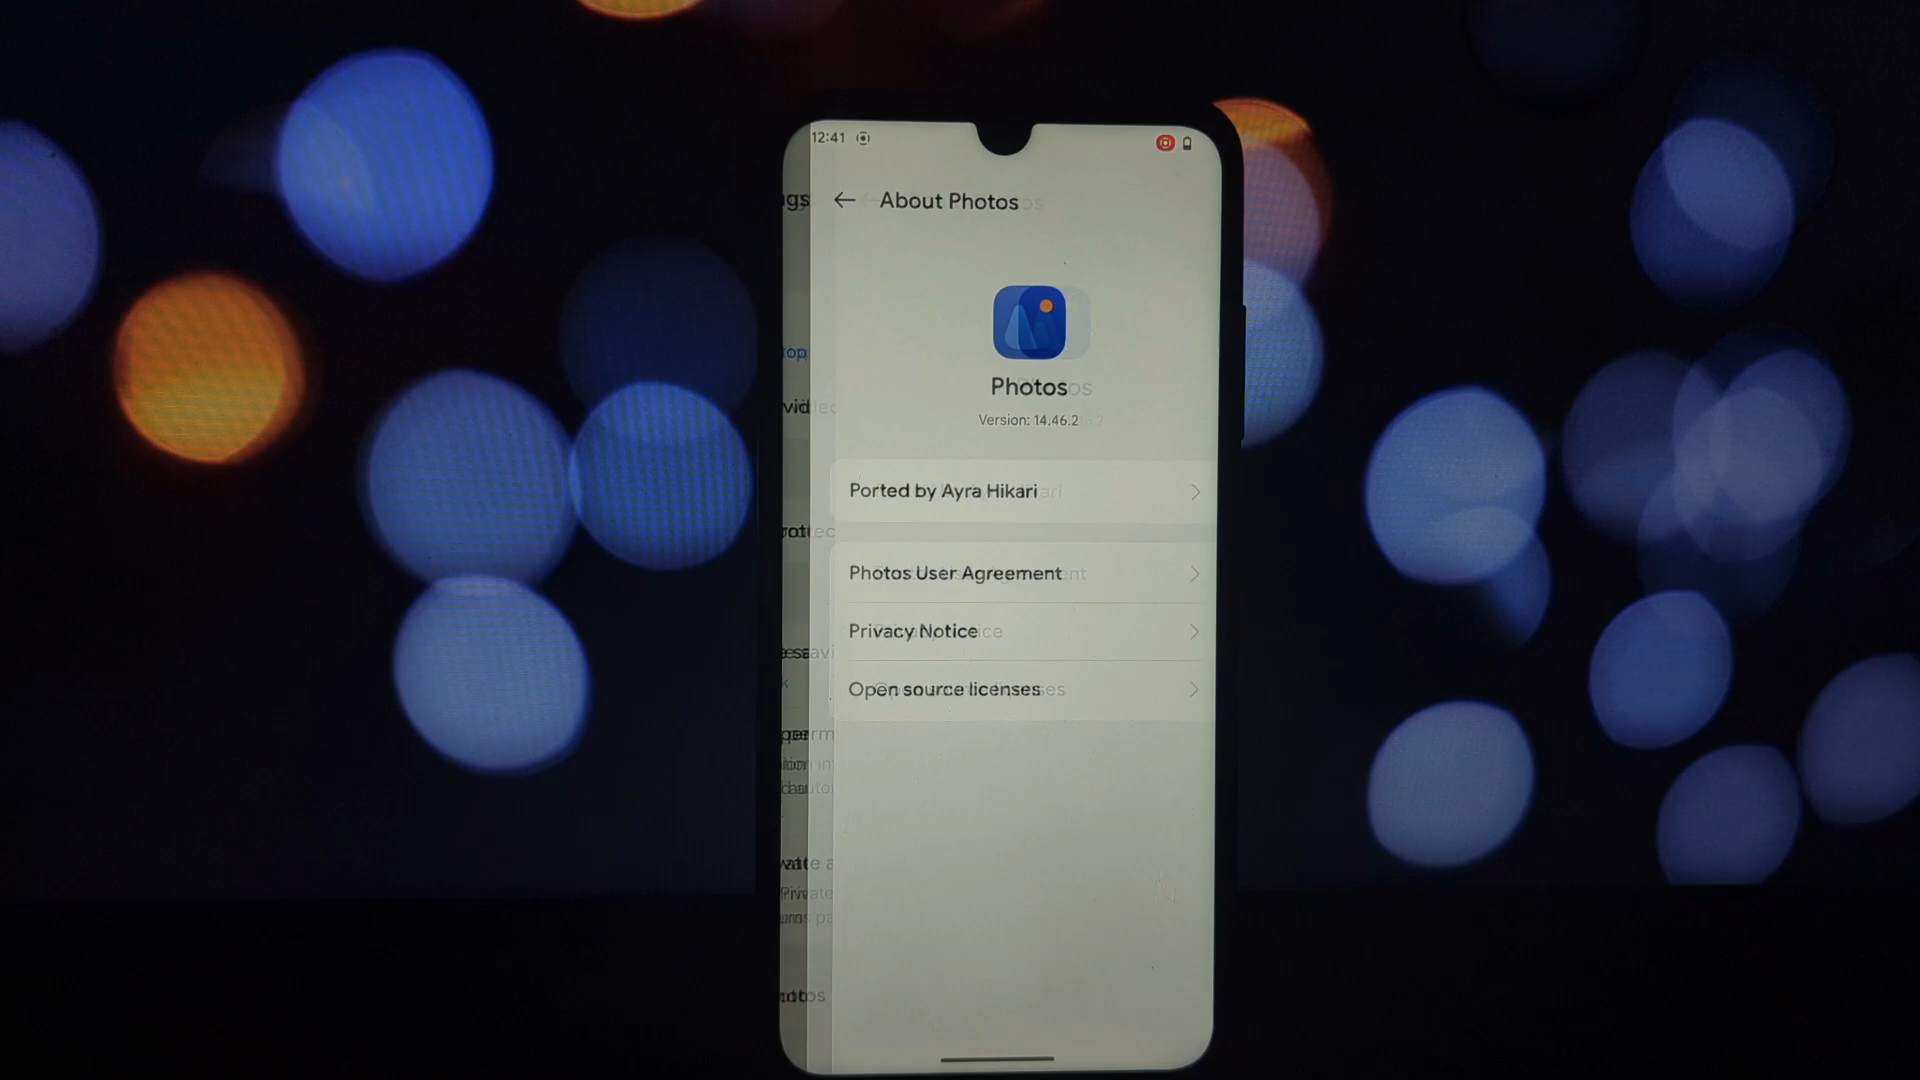 12:41
About Photos
Photos
Version: 14.46.2
Ported by Ayra Hikari
Photos User Agreement
Privacy Notice
Open source licenses